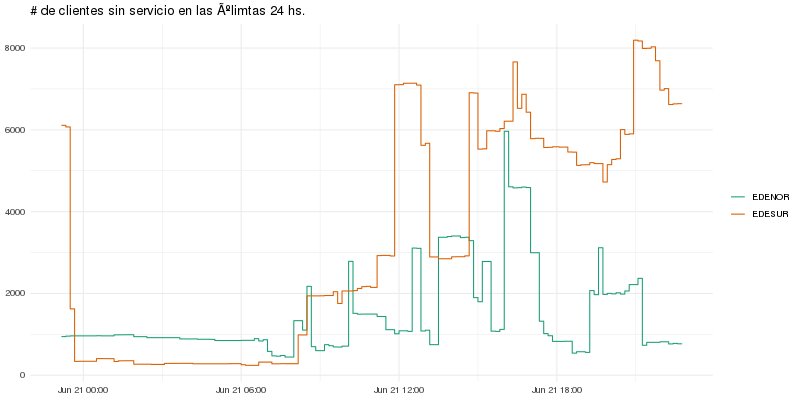 # de clientes sin servicio en las Ãºlimtas 24 hs.
8000
6000
4000
2000
0
Jun 21 00:00
Jun 21 06:00
Jun 21 12:00
Jun 21 18:00
EDENOR
EDESUR